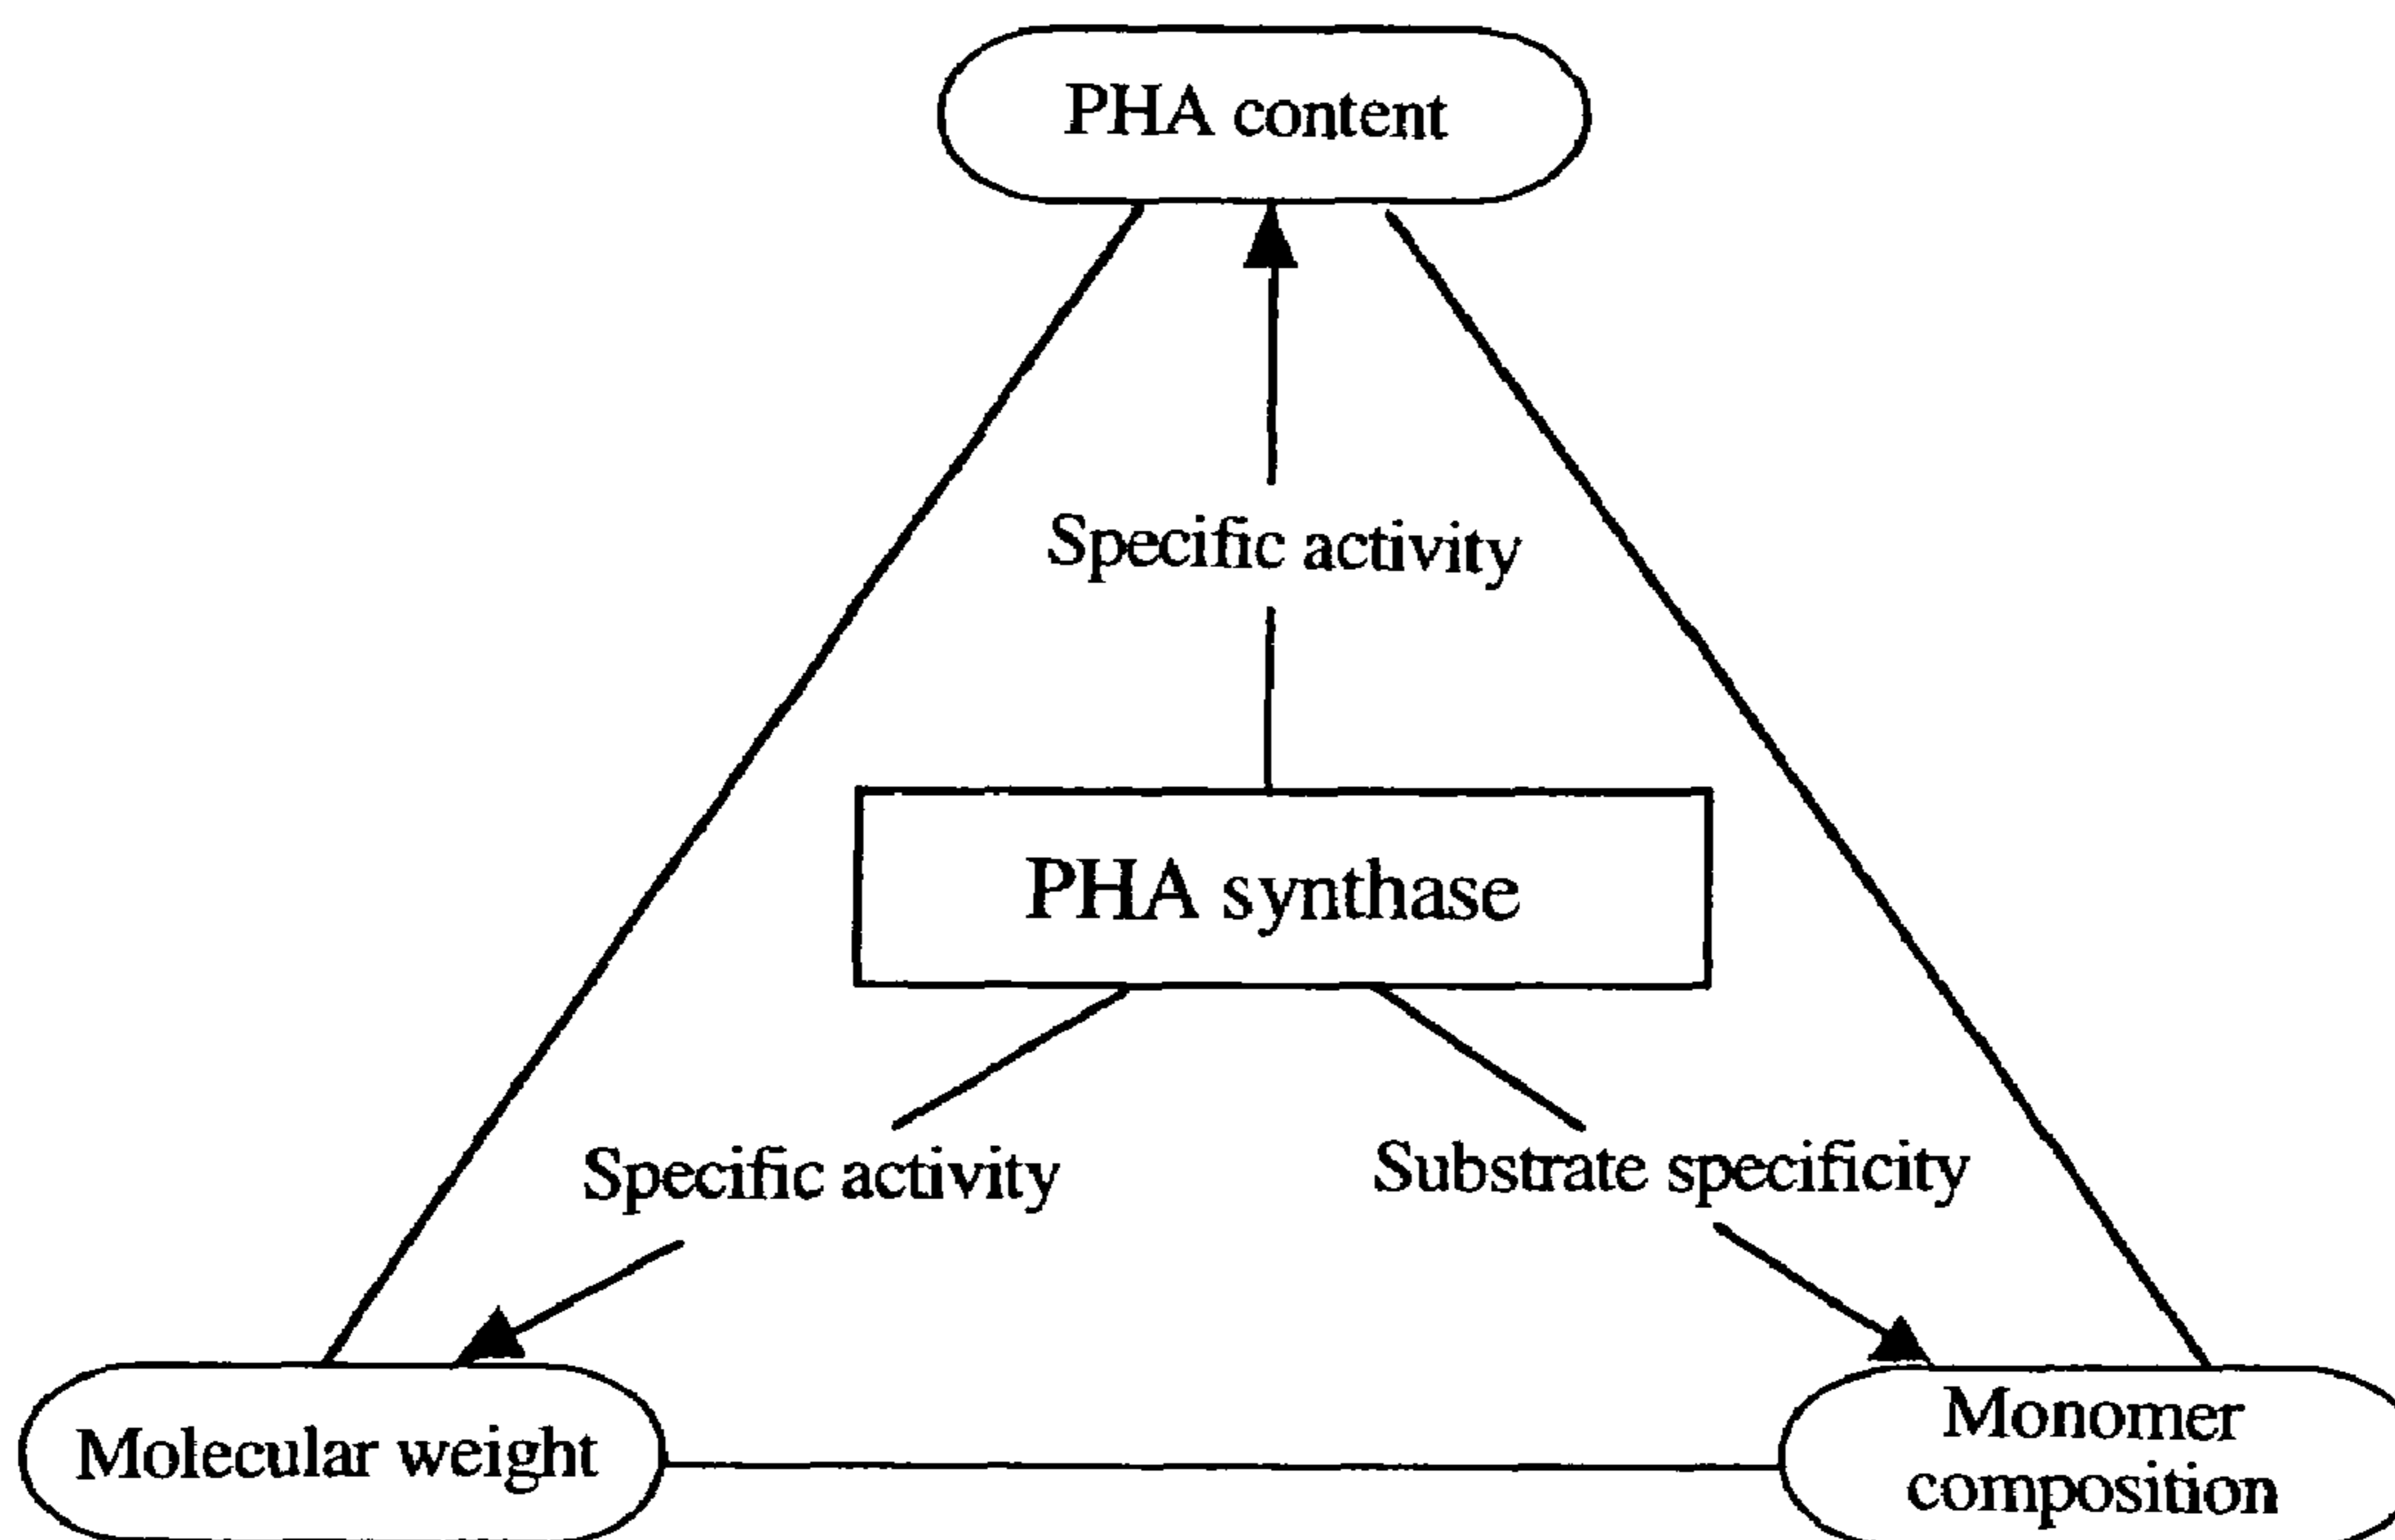 PHA content
Specific activity
PHA synthase
Specific activity
Substrate specificity
Molecular weight
Monomer
composition